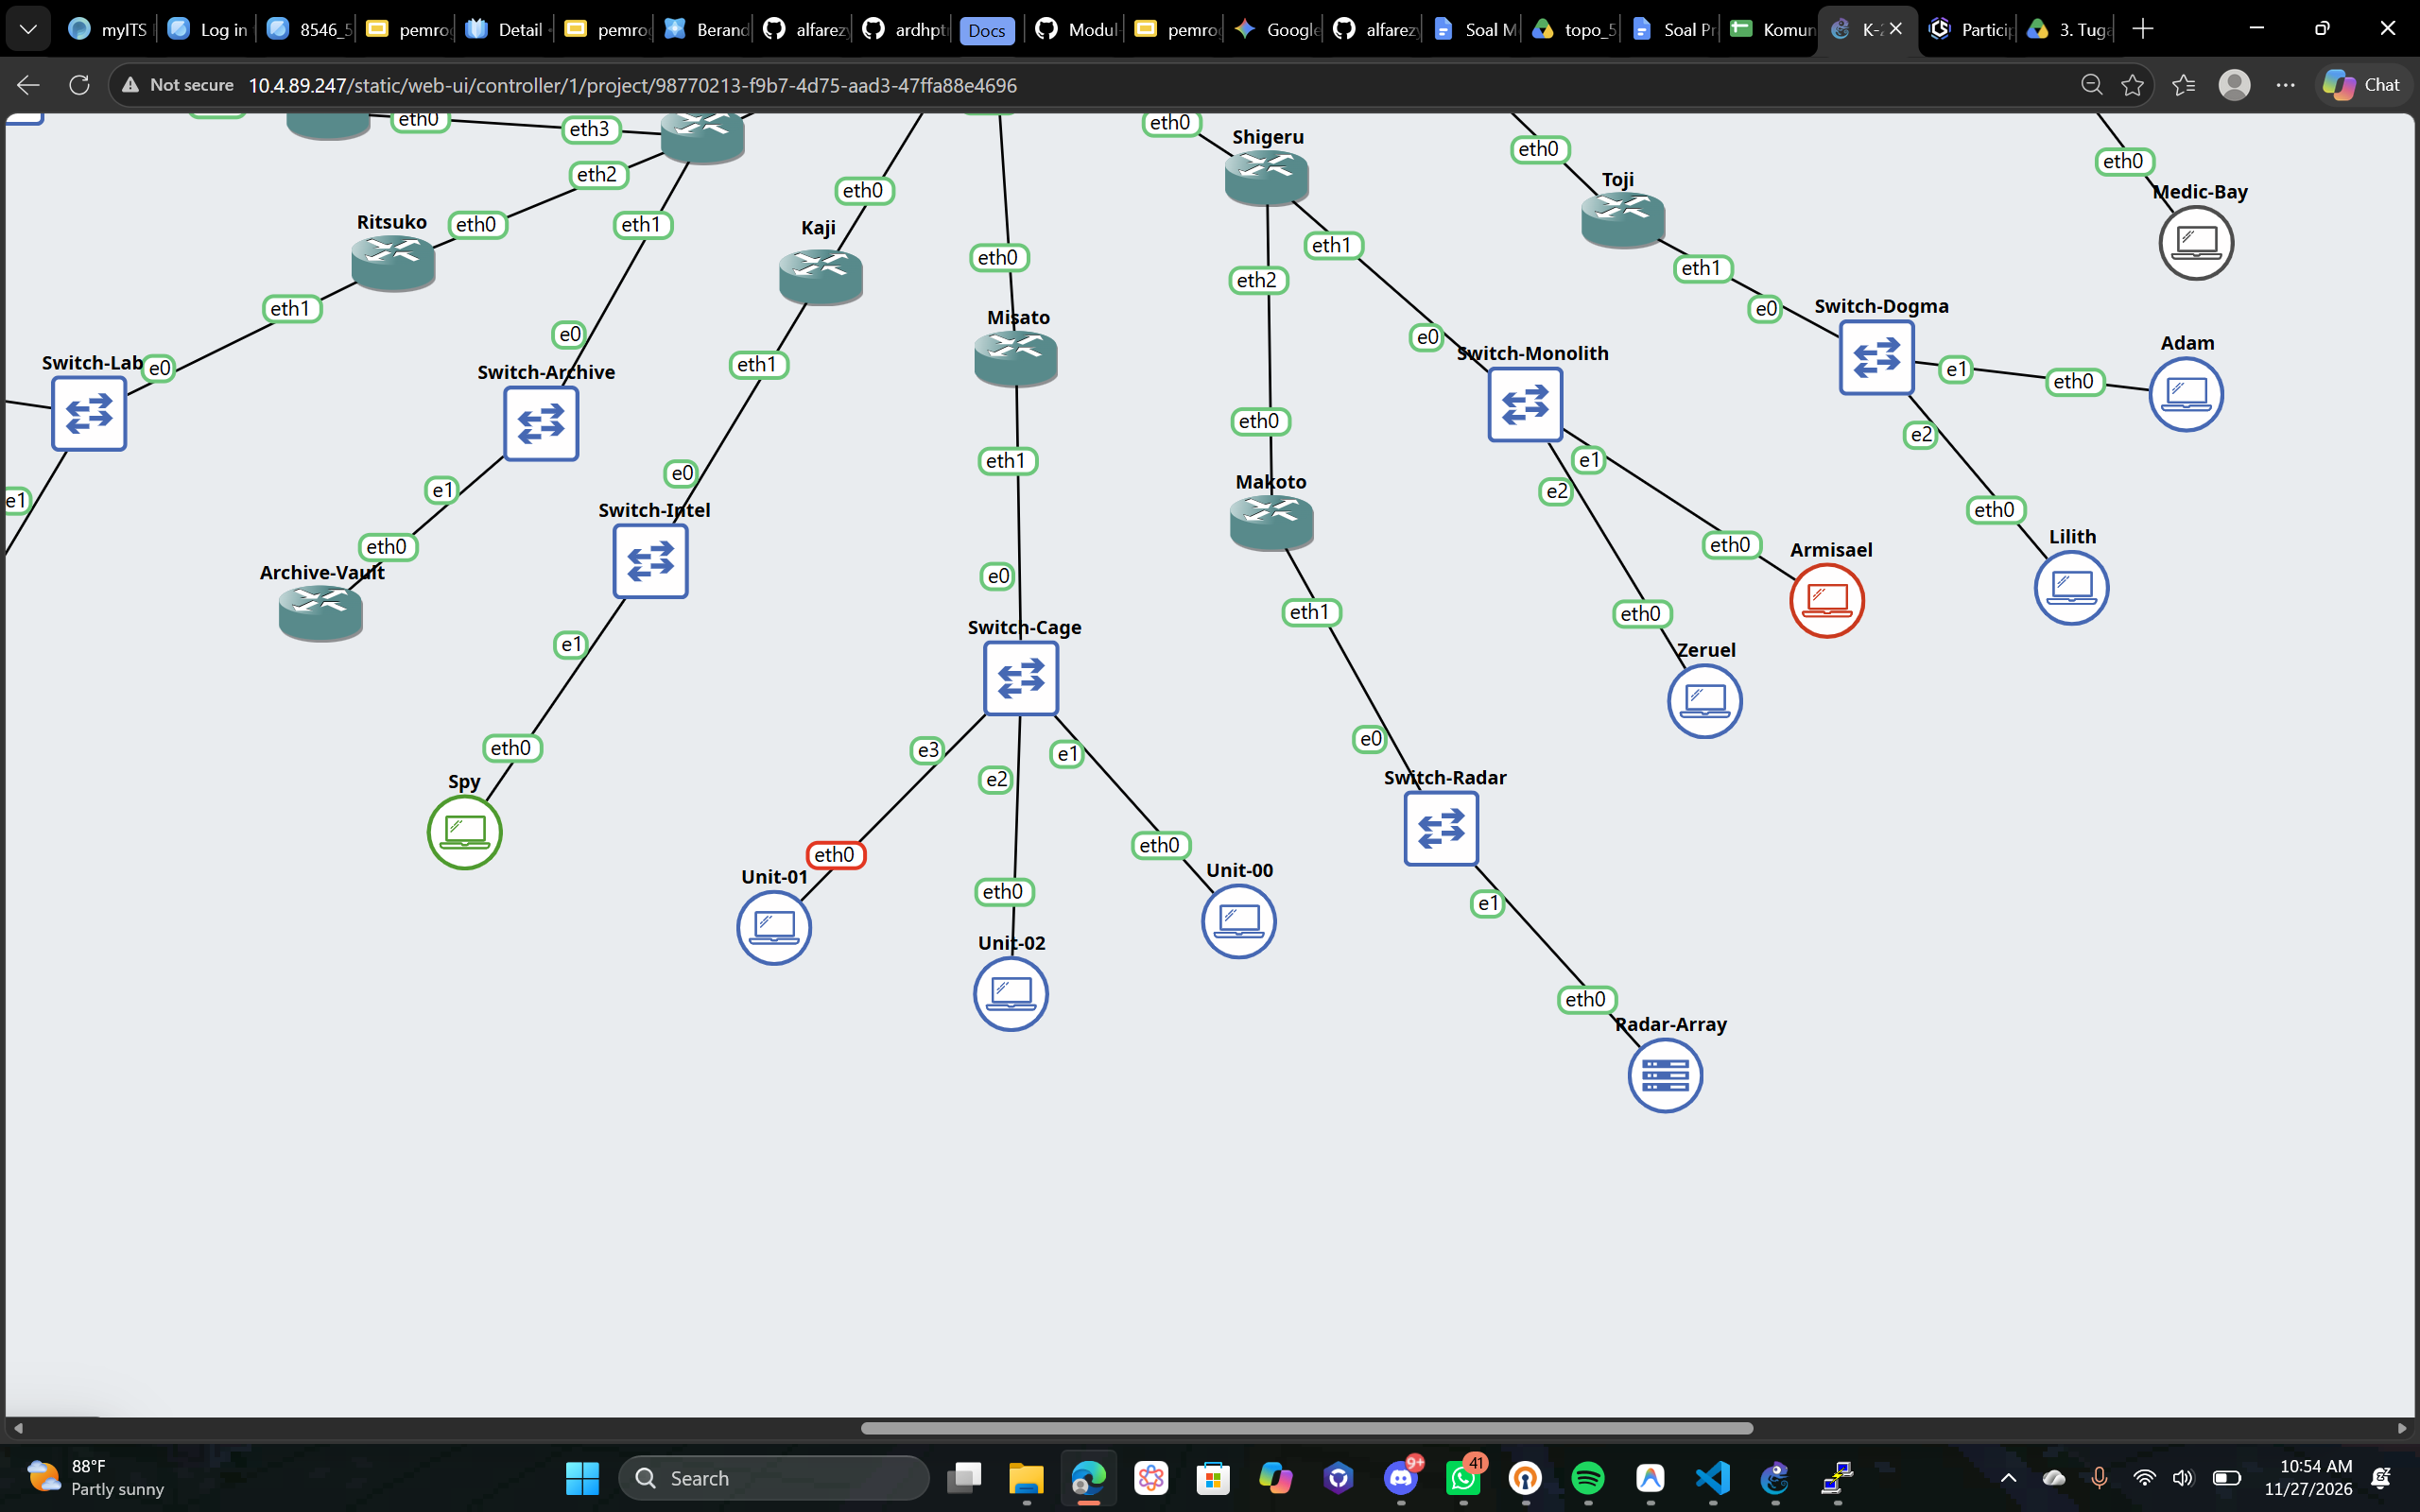 myITS
Log in
8546_5
pemro
Detail
pemro
Berand
alfarez
ardhpt
Docs
Modul
pemro
Google
alfarez
Soal M
topo_5
Soal Pr
Komun
K-2
Partici
3. Tuga
Not secure
10.4.89.247/static/web-ui/controller/1/project/98770213-f9b7-4d75-aad3-47ffa88e4696
Chat
eth0
eth3
eth2
eth0
Shigeru
eth0
Toji
eth0
Medic-Bay
Ritsuko
eth0
eth1
Kaji
eth0
eth0
eth2
eth1
eth1
e0
Switch-Dogma
eth1
e0
Misato
e0
Switch-Monolith
Adam
Switch-Lab
e0
Switch-Archive
eth1
e1
eth0
eth0
e2
e1
e1
e0
eth1
Makoto
e1
e2
Switch-Intel
eth0
Lilith
eth0
Archive-Vault
e0
eth0
Armisael
eth1
eth0
Switch-Cage
e1
Zeruel
eth0
Spy
e3
e2
e1
e0
Switch-Radar
eth0
eth0
Unit-01
eth0
Unit-00
e1
Unit-02
eth0
Radar-Array
88°F
Partly sunny
Search
9+
41
10:54 AM
11/27/2026